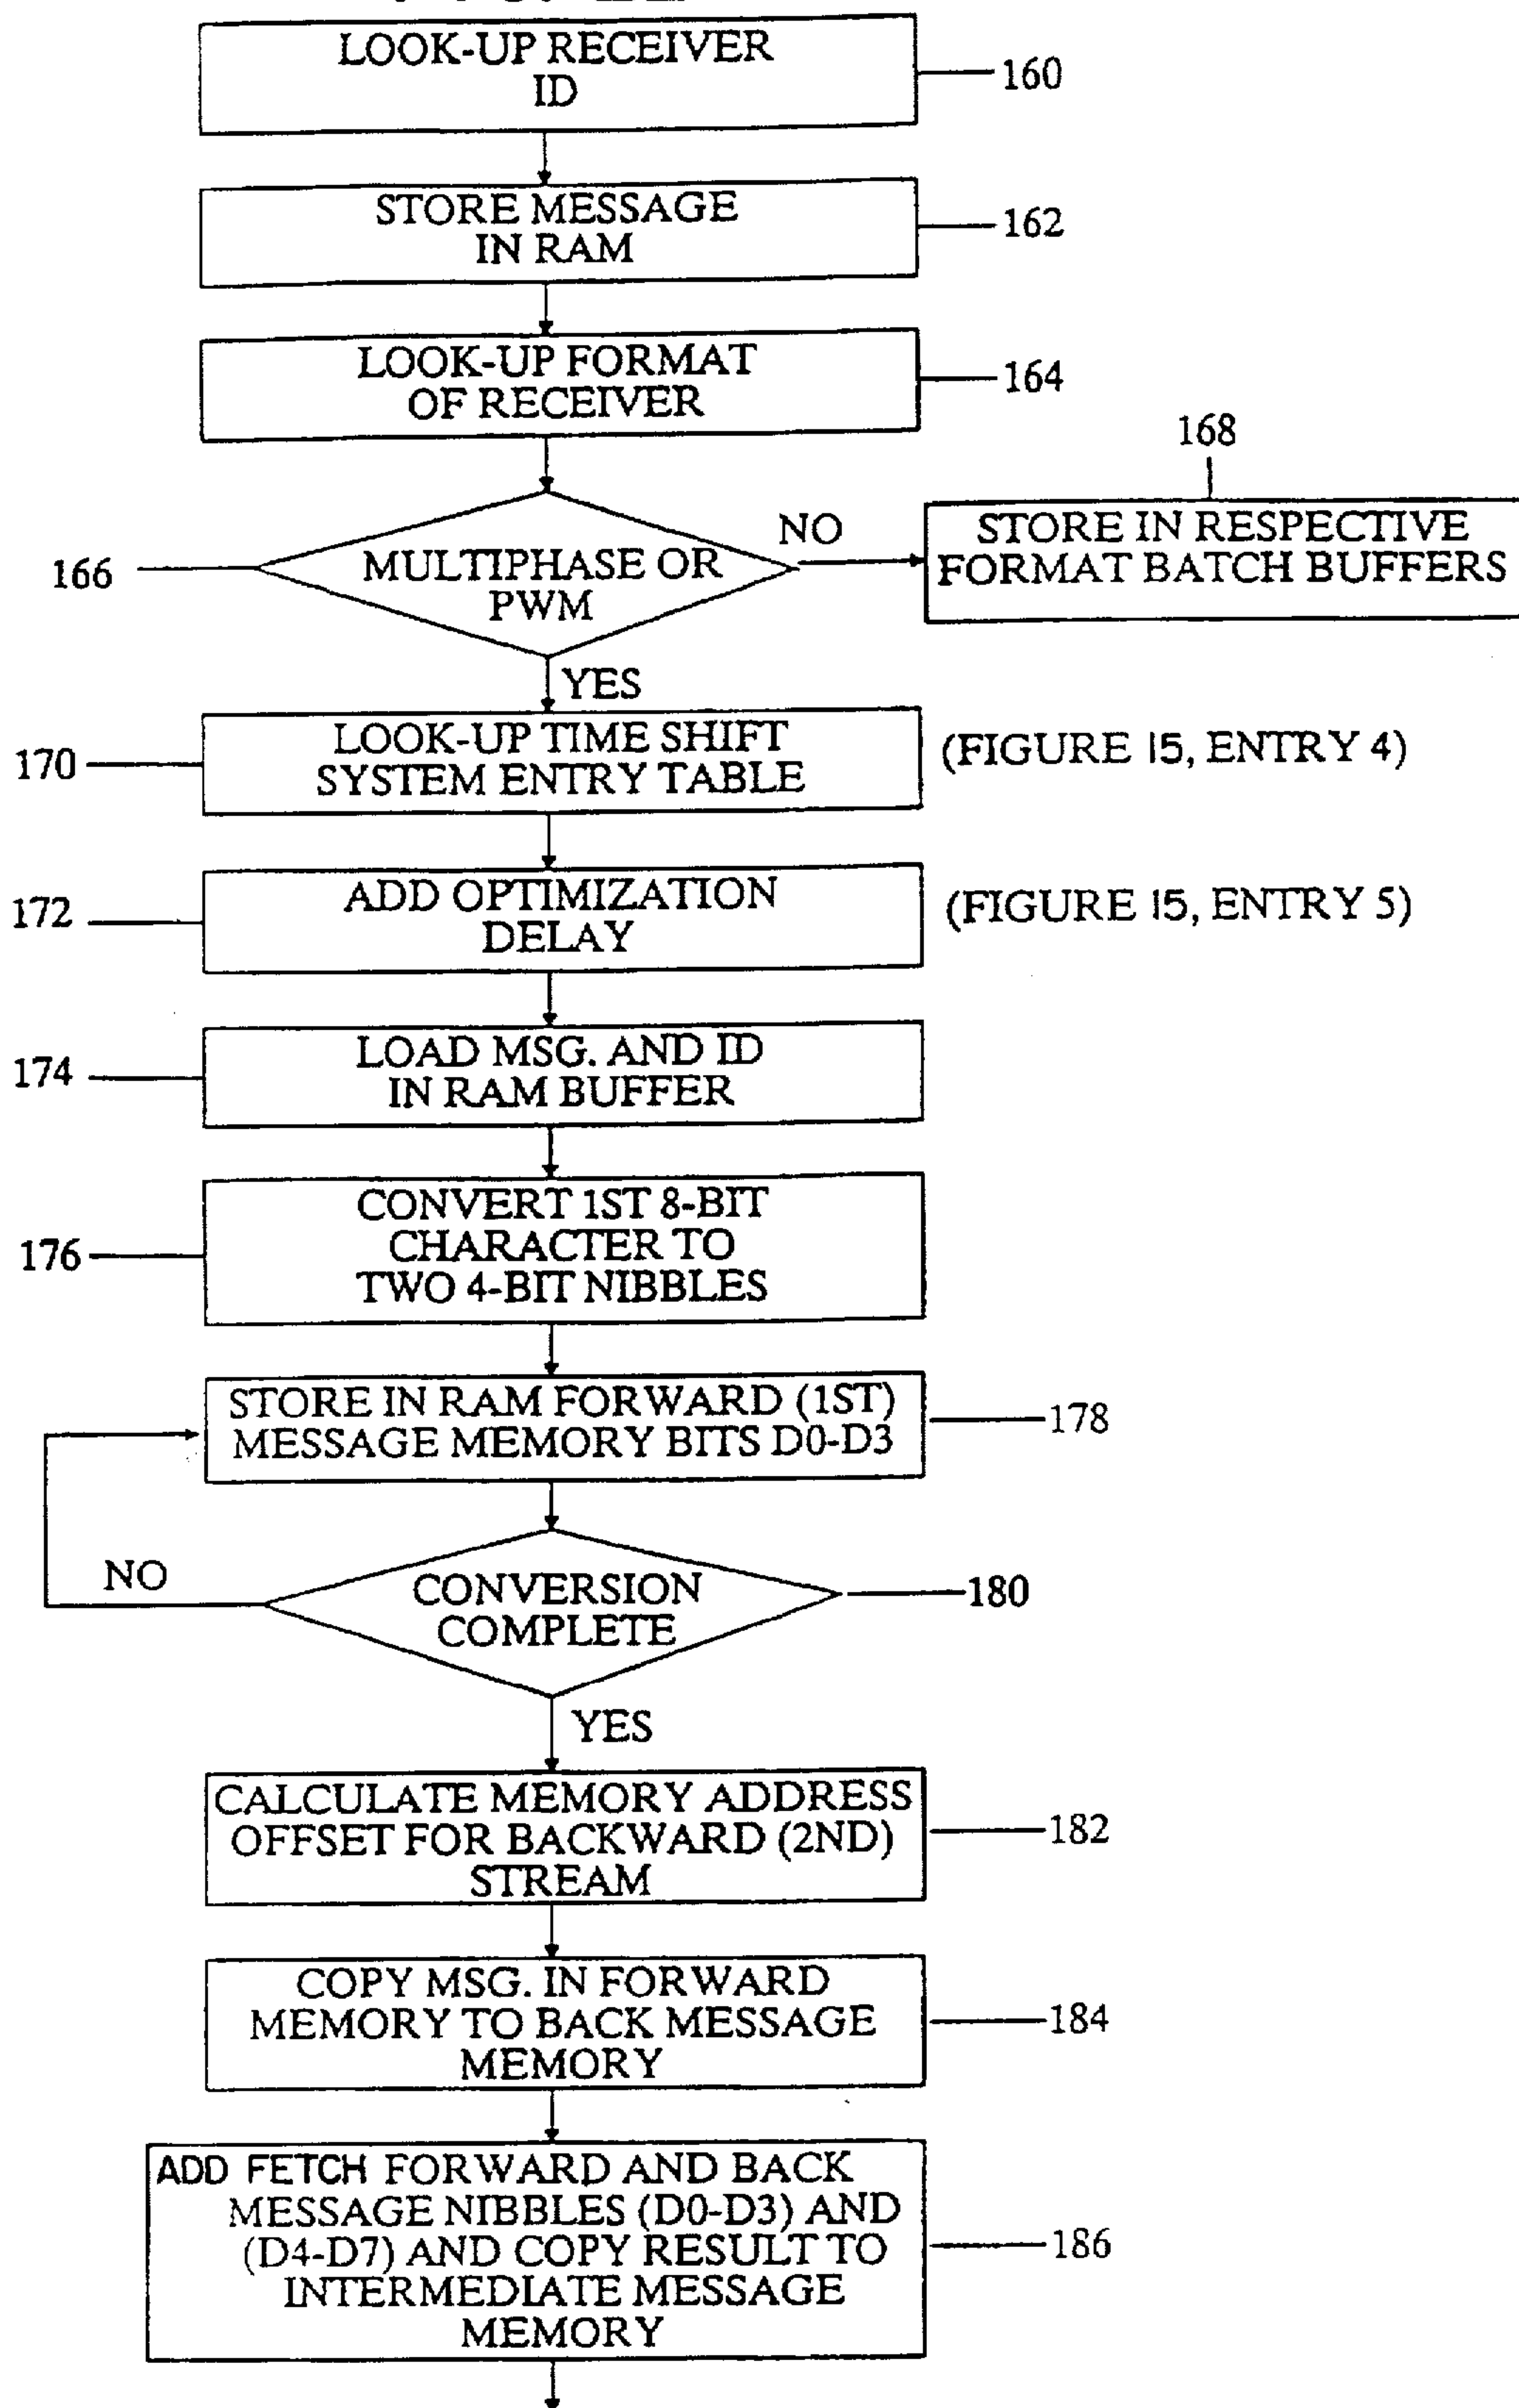 LOOK-UP RECEIVER
ID
160
STORE MESSAGE
IN RAM
162
LOOK-UP FORMAT
OF RECEIVER
164
168
166
MULTIPHASE OR
PWM
NO
STORE IN RESPECTIVE
FORMAT BATCH BUFFERS
YES
170
LOOK-UP TIME SHIFT
SYSTEM ENTRY TABLE
(FIGURE 15, ENTRY 4)
172
ADD OPTIMIZATION
DELAY
(FIGURE 15, ENTRY 5)
174
LOAD MSG. AND ID
IN RAM BUFFER
176
CONVERT 1ST 8-BIT
CHARACTER TO
TWO 4-BIT NIBBLES
STORE IN RAM FORWARD (1ST)
MESSAGE MEMORY BITS D0-D3
178
NO
CONVERSION
COMPLETE
180
YES
CALCULATE MEMORY ADDRESS
OFFSET FOR BACKWARD (2ND)
STREAM
182
COPY MSG. IN FORWARD
MEMORY TO BACK MESSAGE
MEMORY
184
ADD FETCH FORWARD AND BACK
MESSAGE NIBBLES (D0-D3) AND
(D4-D7) AND COPY RESULT TO
INTERMEDIATE MESSAGE
MEMORY
186